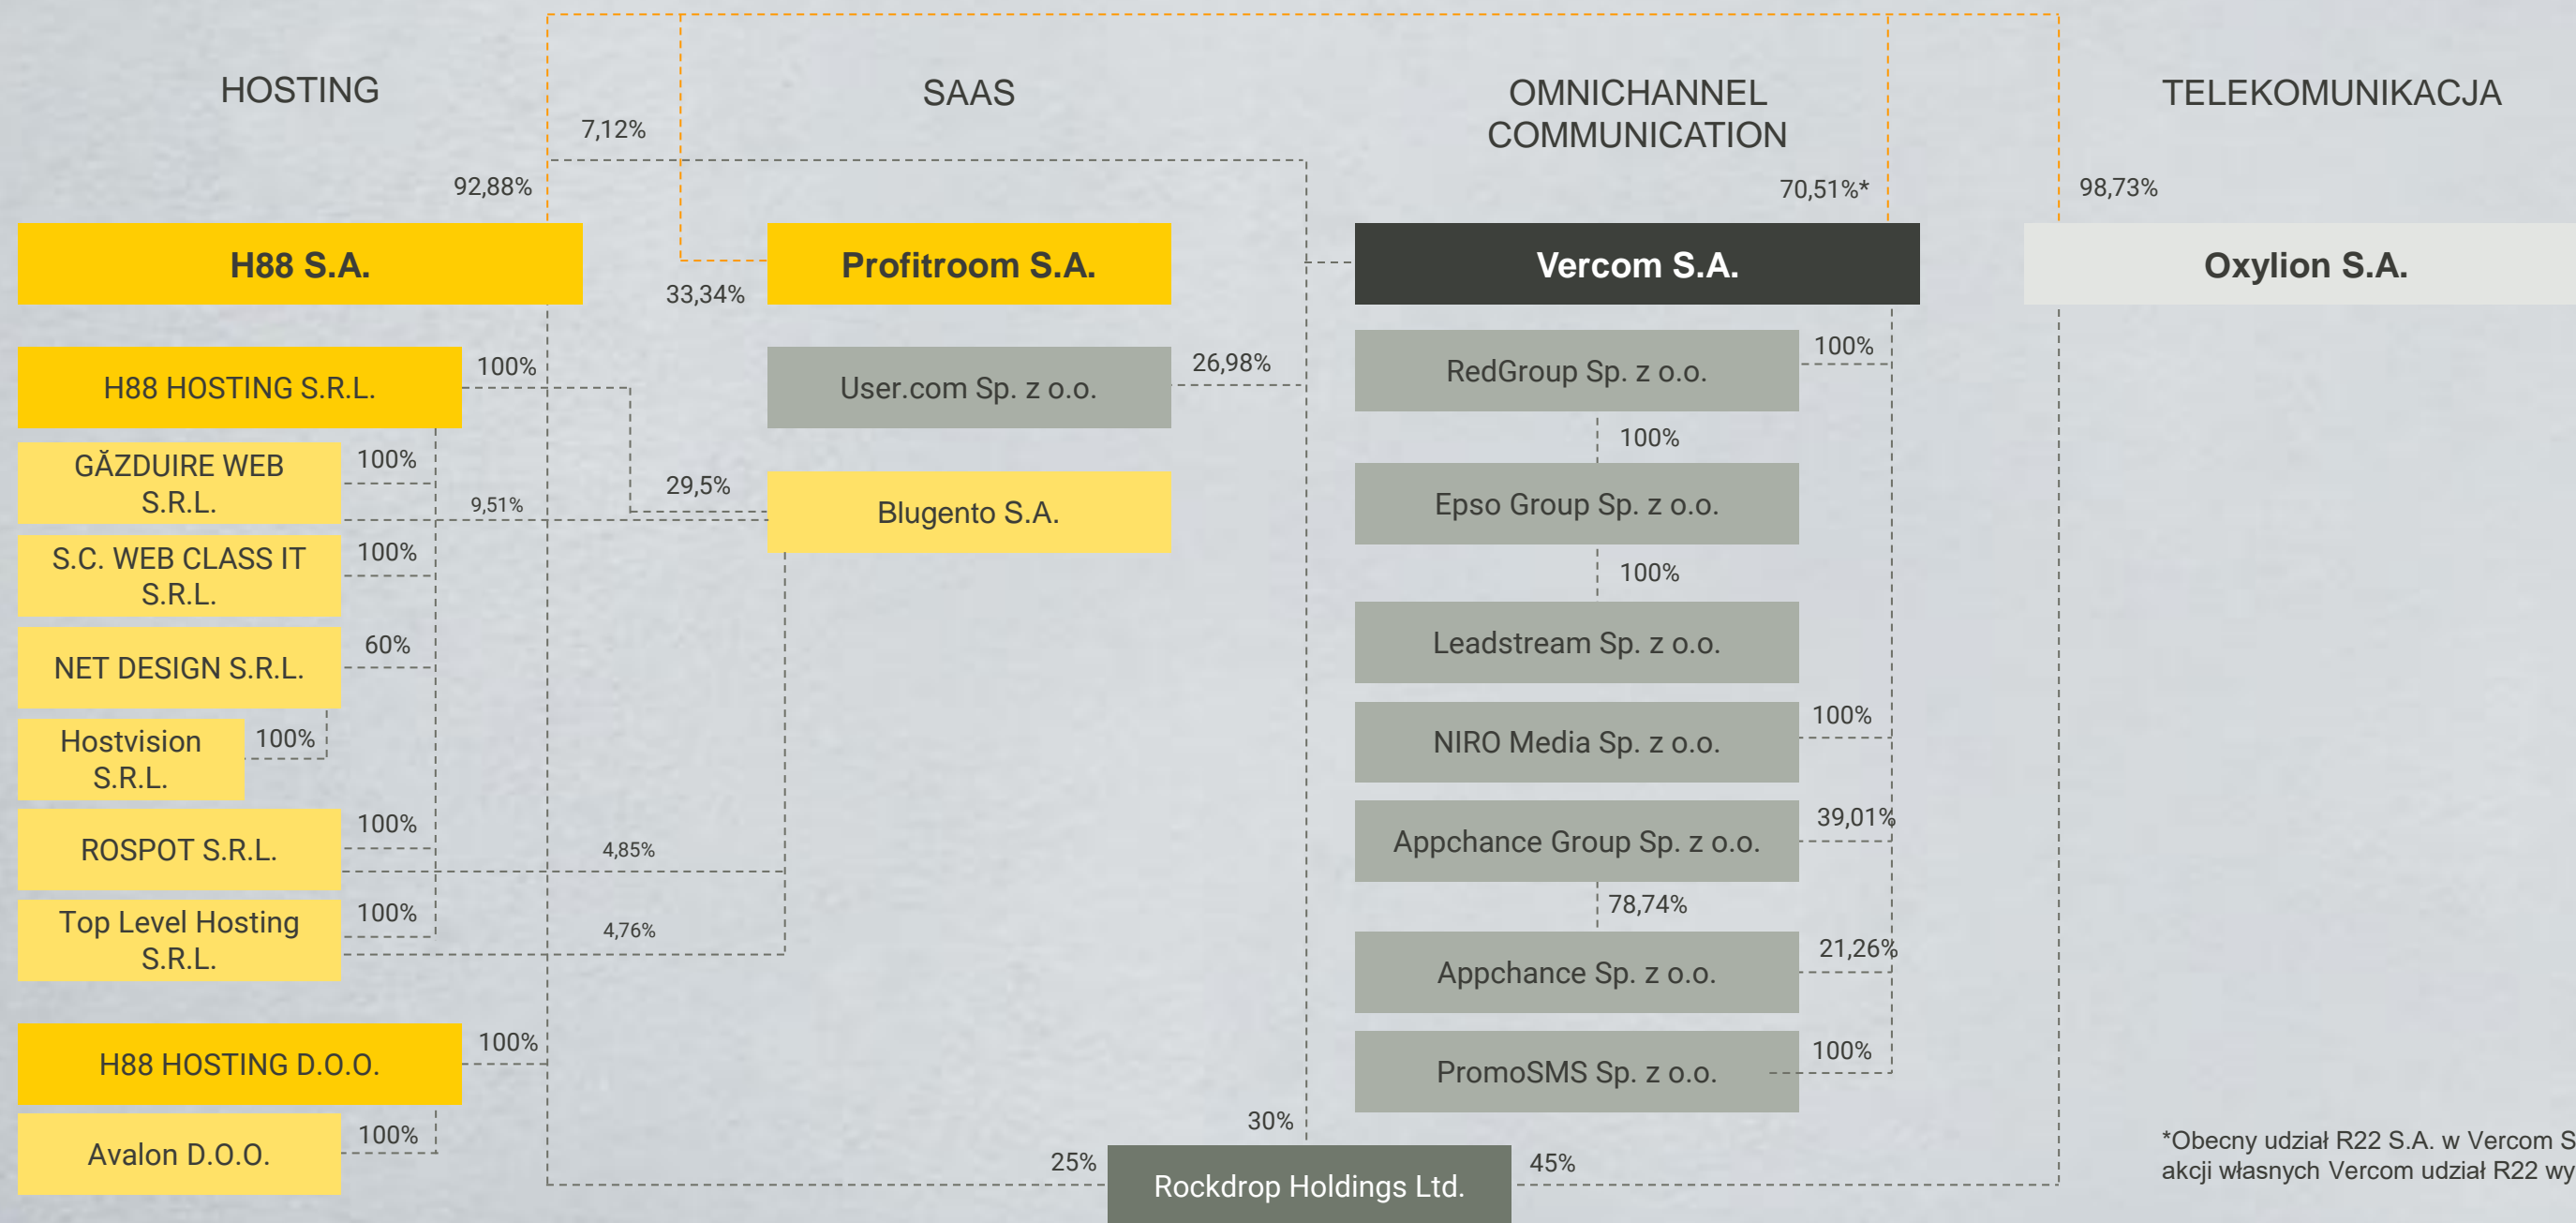 HOSTING
SAAS
OMNICHANNEL
COMMUNICATION
TELEKOMUNIKACJA
7,12%
92,88%
70,51%*
98,73%
H88 S.A.
Profitroom S.A.
Vercom S.A.
Oxylion S.A.
33,34%
H88 HOSTING S.R.L.
100%
User.com Sp. z o.o.
26,98%
RedGroup Sp. z o.o.
100%
100%
GĂZDUIRE WEB
S.R.L.
100%
9,51%
29,5%
Blugento S.A.
Epso Group Sp. z o.o.
100%
S.C. WEB CLASS IT
S.R.L.
100%
NET DESIGN S.R.L.
60%
Leadstream Sp. z o.o.
Hostvision
S.R.L.
100%
NIRO Media Sp. z o.o.
100%
ROSPOT S.R.L.
100%
4,85%
Appchance Group Sp. z o.o.
39,01%
78,74%
Top Level Hosting
S.R.L.
100%
4,76%
Appchance Sp. z o.o.
21,26%
H88 HOSTING D.O.O.
100%
PromoSMS Sp. z o.o.
100%
Avalon D.O.O.
100%
30%
25%
Rockdrop Holdings Ltd.
45%
*Obecny udział R22 S.A. w Vercom S
akcji własnych Vercom udział R22 wy